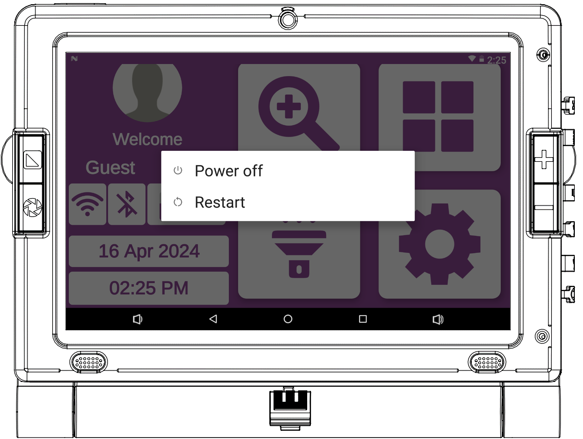 2:25
Welcome
Guest
Power off
Restart
16 Apr 2024
02:25 PM